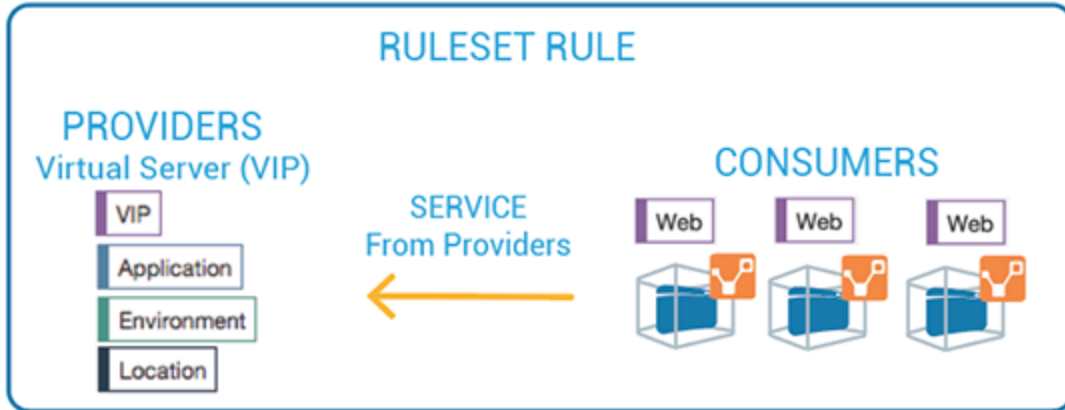 RULESET RULE
PROVIDERS
Virtual Server (VIP)
VIP
Application
Environment
Location
SERVICE
From Providers
CONSUMERS
Web
Web
Web